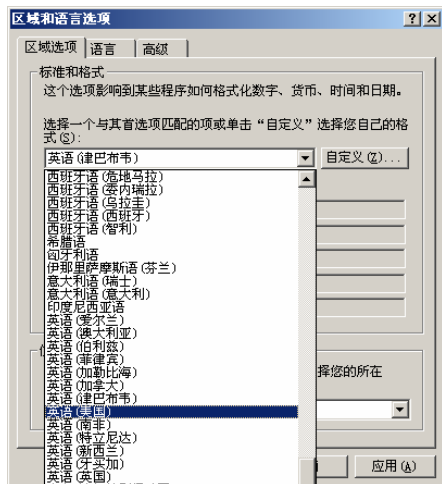 区域和语言选项
区域选项 语言 高级
标准和格式
这个选项影响到某些程序如何格式化数字、货币、时间和日期。
选择一个与其首选项匹配的项或单击“自定义”选择您自己的格
式(S):
英语(津巴布韦) 自定义(Z)...
西班牙语(危地马拉)
西班牙语(委内瑞拉)
西班牙语(乌拉圭)
西班牙语(西班牙)
西班牙语(智利)
希腊语
匈牙利语
伊那里萨摩斯语(芬兰)
意大利语(瑞士)
意大利语(意大利)
印度尼西亚语
英语(爱尔兰)
英语(澳大利亚)
英语(伯利兹)
英语(菲律宾)
英语(加勒比海)
择您的所在
英语(加拿大)
英语(津巴布韦)
英语(美国)
英语(南非)
英语(特立尼达)
英语(新西兰)
英语(牙买加)
应用(A)
英语(英国)